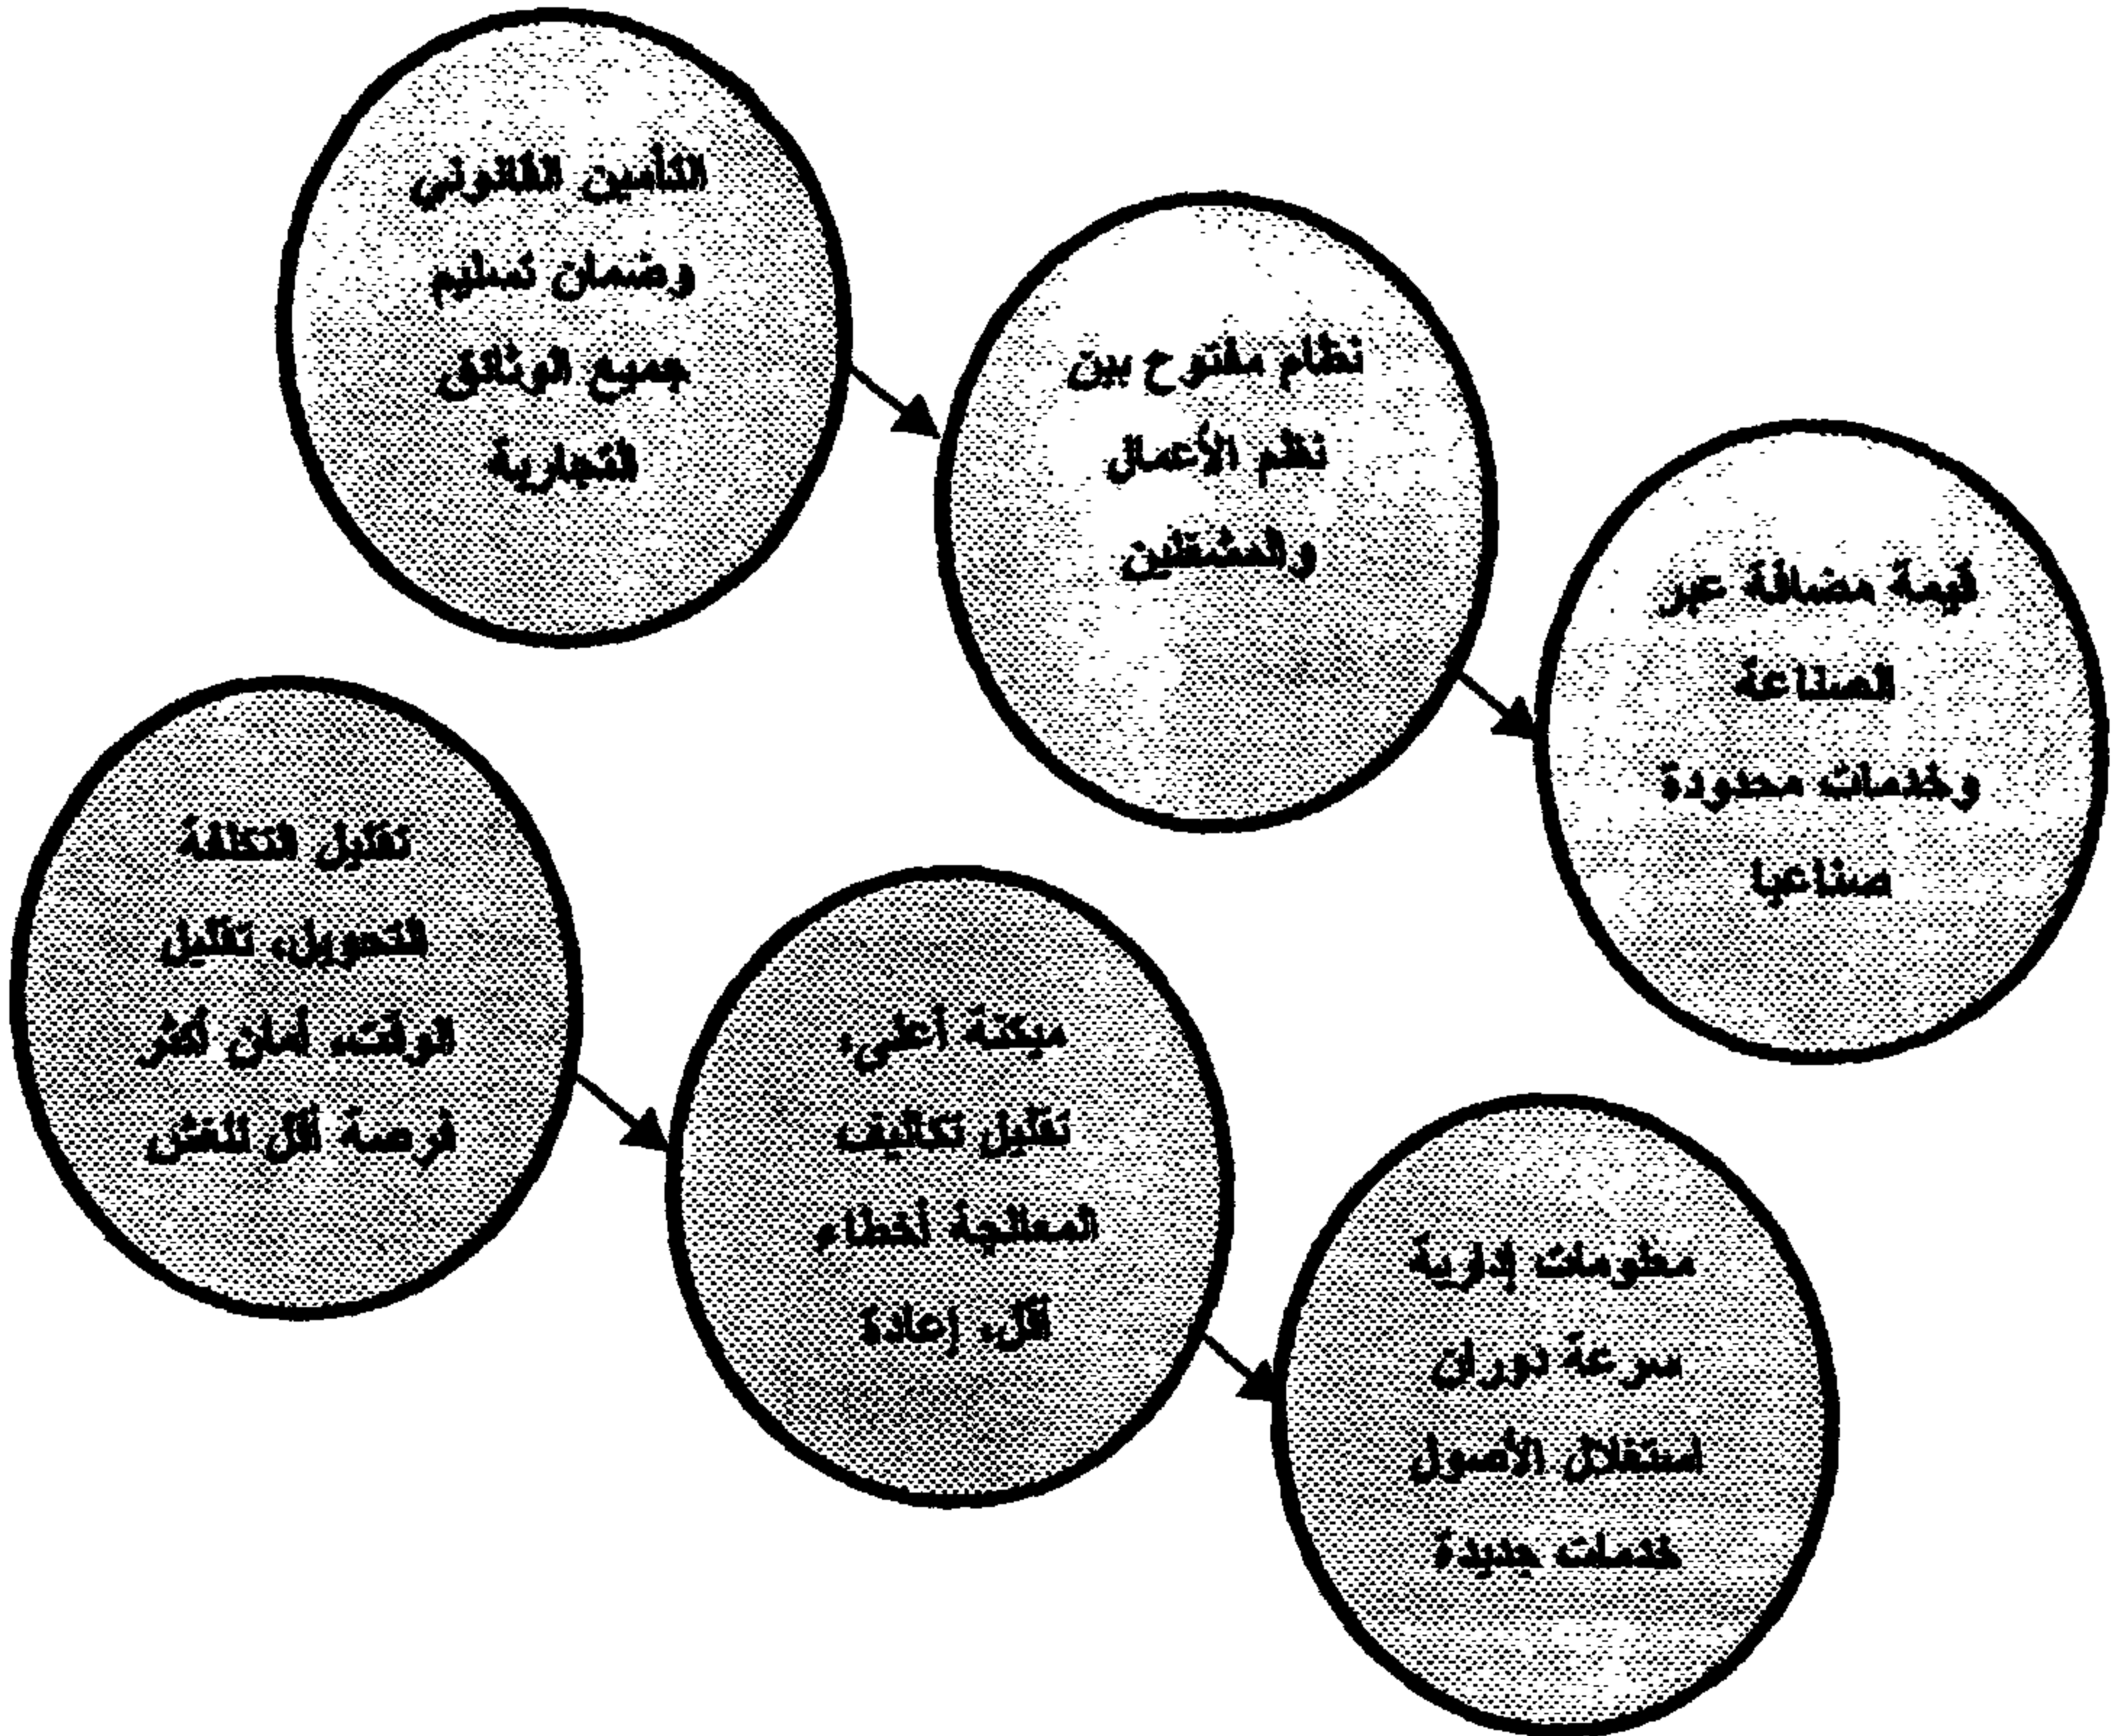 التأمين القانوني
وضمان تسليم
جميع الوثائق
التجارية
نظام مفتوح بين
نظم الأعمال
والمشغلين
قيمة مضافة عبر
الصناعة
وخدمات محدودة
صناعيا
تقليل التكلفة
التمويل، تقليل
الوقت، أمان أكثر
فرصة أقل للغش
ميكنة أعلى،
تقليل تكاليف
المعالجة أخطاء
أقل، إعادة
معلومات إدارية
سرعة دوران
استغلال الأصول
خدمات جديدة